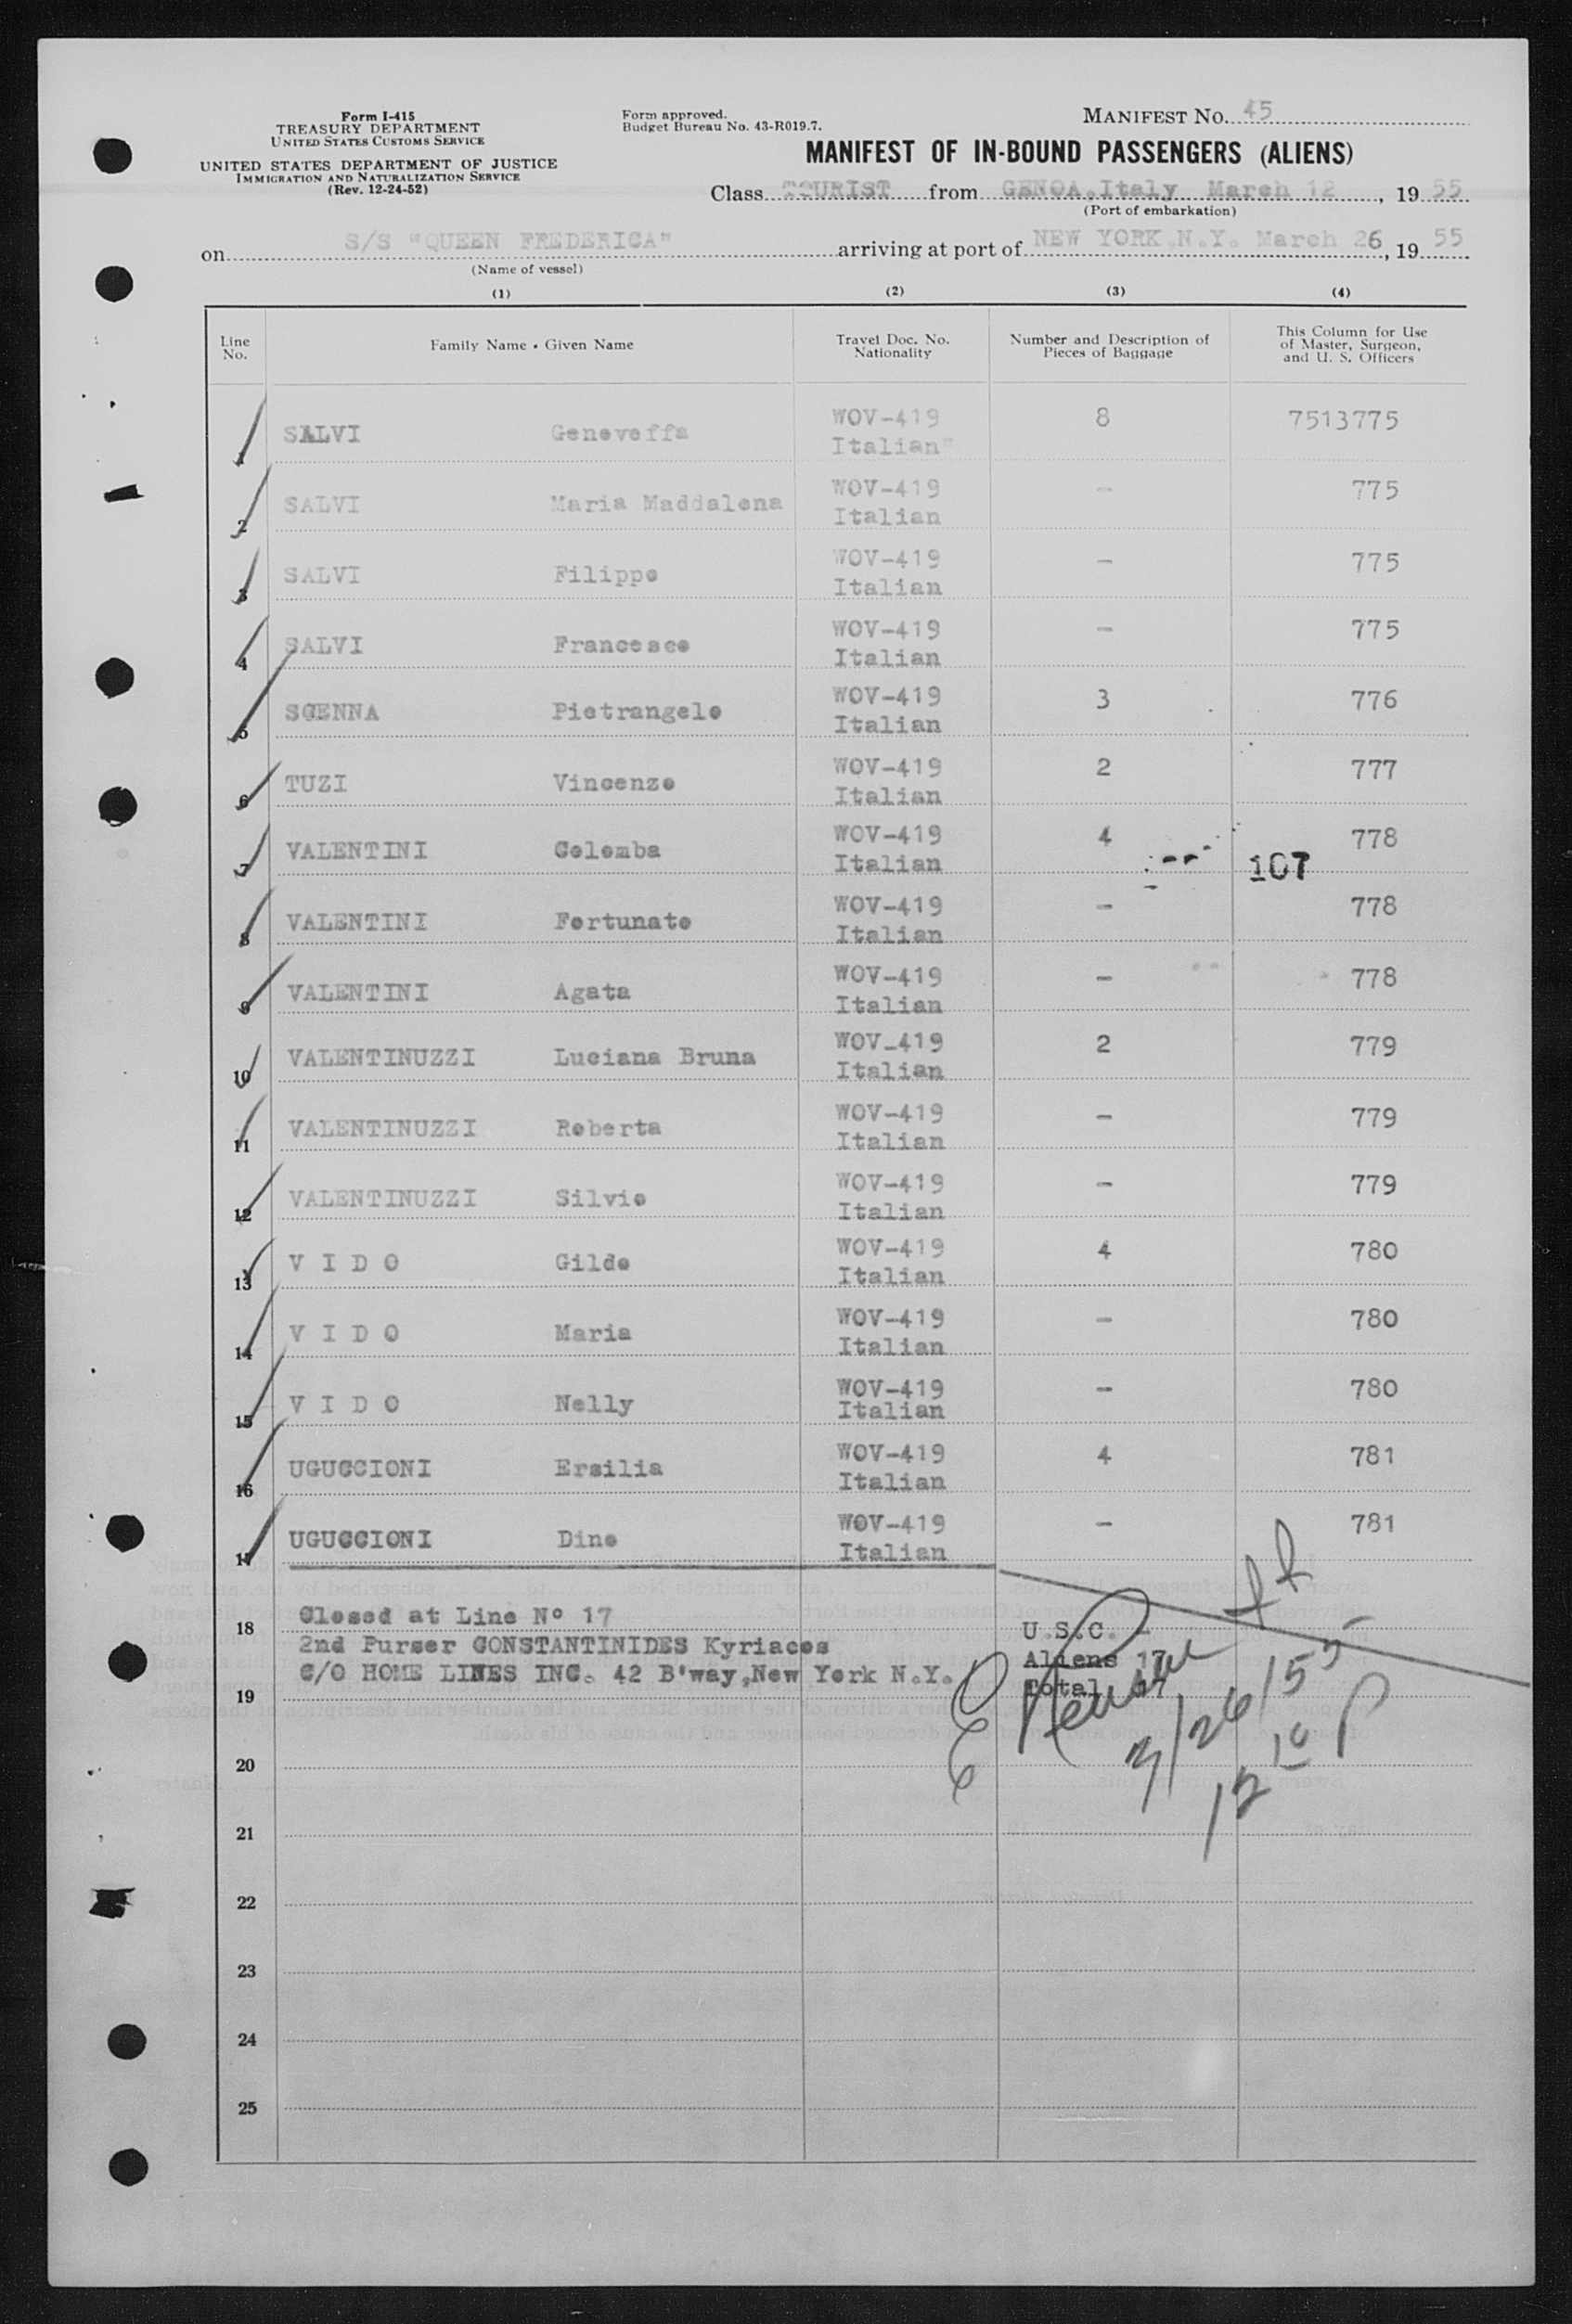 Form I-415
TREASURY DEPARTMENT
UNITED STATES CUSTOMS SERVICE
UNITED STATES DEPARTMENT OF JUSTICE
IMMIGRATION AND NATURALIZATION SERVICE
(Rev. 12-24-52)
Form approved.
Budget Bureau No. 43-R019.7.
MANIFEST NO. 45
MANIFEST OF IN-BOUND PASSENGERS (ALIENS)
Class TOURIST from GENOA, Italy March 12, 19 55
(Port of embarkation)
on S/S "QUEEN FREDERICA" arriving at port of NEW YORK N.Y. March 26, 19 55
(Name of vessel)
(1) (2) (3) (4)
Line No. Family Name • Given Name Travel Doc. No. Nationality Number and Description of Pieces of Baggage This Column for Use of Master, Surgeon, and U. S. Officers
1 SALVI Genoveffa WOV-419 Italian" 8 7513775
2 SALVI Maria Maddalena WOV-419 Italian - 775
3 SALVI Filippo WOV-419 Italian - 775
4 SALVI Francesco WOV-419 Italian - 775
5 SGENNA Pietrangelo WOV-419 Italian 3 776
6 TUZI Vincenzo WOV-419 Italian 2 777
7 VALENTINI Colomba WOV-419 Italian 4 778
107
8 VALENTINI Fortunato WOV-419 Italian - 778
9 VALENTINI Agata WOV-419 Italian - 778
10 VALENTINUZZI Luciana Bruna WOV-419 Italian 2 779
11 VALENTINUZZI Roberta WOV-419 Italian - 779
12 VALENTINUZZI Silvio WOV-419 Italian - 779
13 V I D O Gildo WOV-419 Italian 4 780
14 V I D O Maria WOV-419 Italian - 780
15 V I D O Nelly WOV-419 Italian - 780
16 UGUCCIONI Ersilia WOV-419 Italian 4 781
17 UGUCCIONI Dino WOV-419 Italian - 781
18 Closed at Line Nº 17 U.S.C. -
2nd Purser CONSTANTINIDES Kyriacos Aliens 17
19 C/O HOME LINES INC. 42 B'way, New York N.Y. Total 17
3/26/55
12 10 P
20
21
22
23
24
25